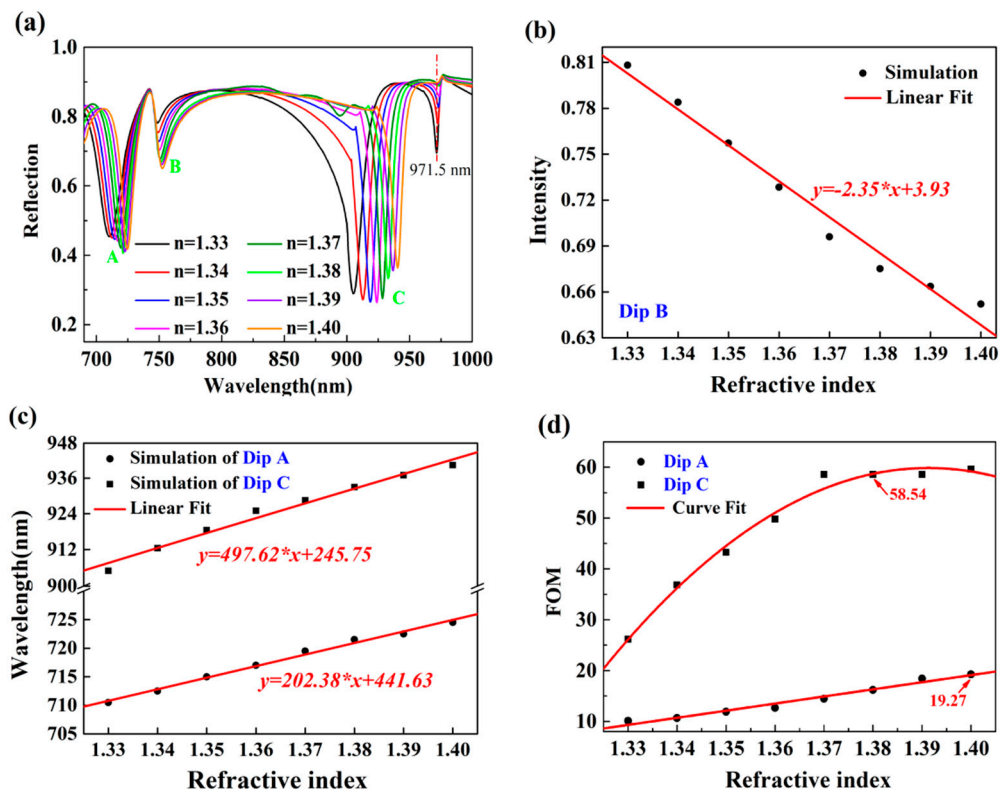 (a)
1.0
0.8
0.6
0.4
0.2
Reflection
A
B
C
971.5 nm
n=1.33 n=1.37
n=1.34 n=1.38
n=1.35 n=1.39
n=1.36 n=1.40
700 750 800 850 900 950 1000
Wavelength(nm)
(b)
0.81
0.78
0.75
0.72
0.69
0.66
0.63
Intensity
Simulation
Linear Fit
y=-2.35*x+3.93
Dip B
1.33 1.34 1.35 1.36 1.37 1.38 1.39 1.40
Refractive index
(c)
948
936
924
912
900
725
720
715
710
705
Wavelength(nm)
Simulation of Dip A
Simulation of Dip C
Linear Fit
y=497.62*x+245.75
y=202.38*x+441.63
1.33 1.34 1.35 1.36 1.37 1.38 1.39 1.40
Refractive index
(d)
60
50
40
30
20
10
FOM
Dip A
Dip C
Curve Fit
58.54
19.27
1.33 1.34 1.35 1.36 1.37 1.38 1.39 1.40
Refractive index